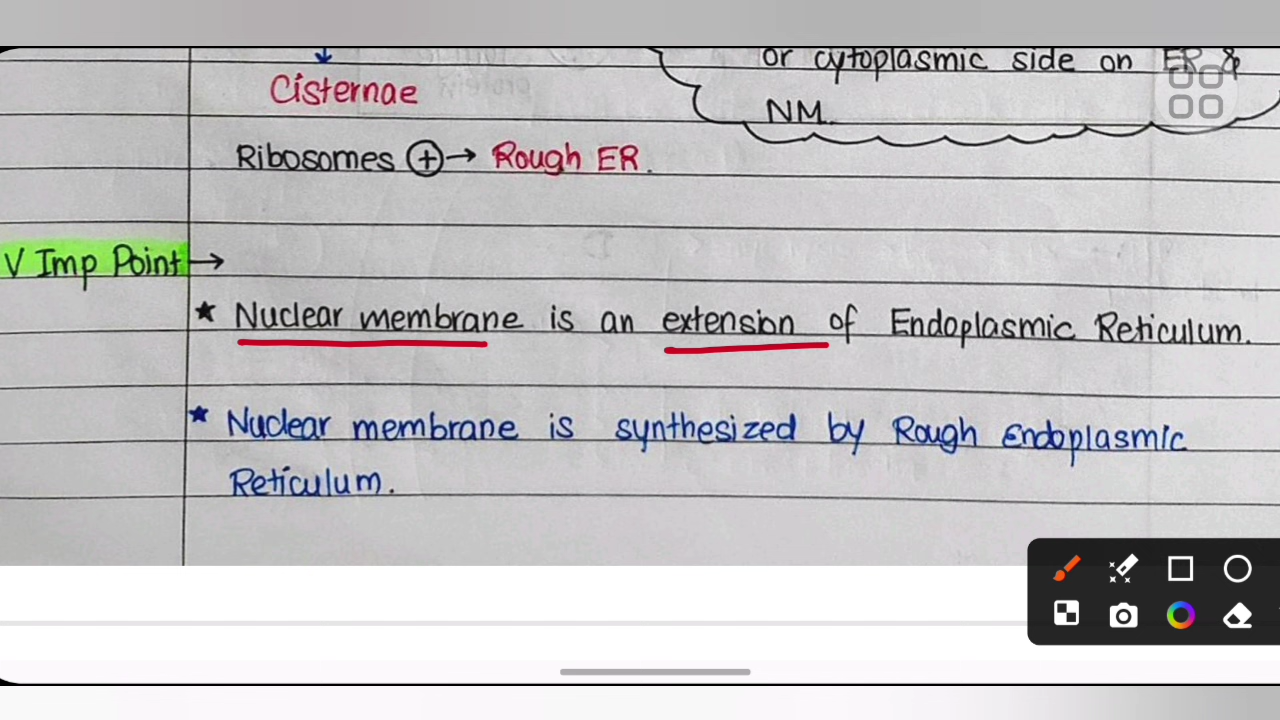 or cytoplasmic side on ER &
Cisternae
NM.
Ribosomes ⊕→ Rough ER.
V Imp Point →
★ Nuclear membrane is an extension of Endoplasmic Reticulum.
★ Nuclear membrane is synthesized by Rough Endoplasmic
Reticulum.